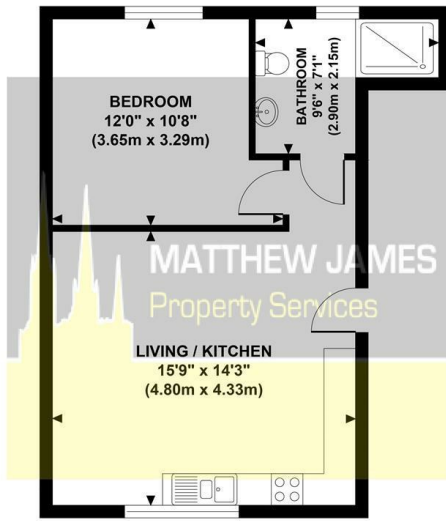 BEDROOM
12'0" x 10'8"
(3.65m x 3.29m)
BATHROOM
9'6" x 7'1"
(2.90m x 2.15m)
MATTHEW JAMES
Property Services
LIVING / KITCHEN
15'9" x 14'3"
(4.80m x 4.33m)